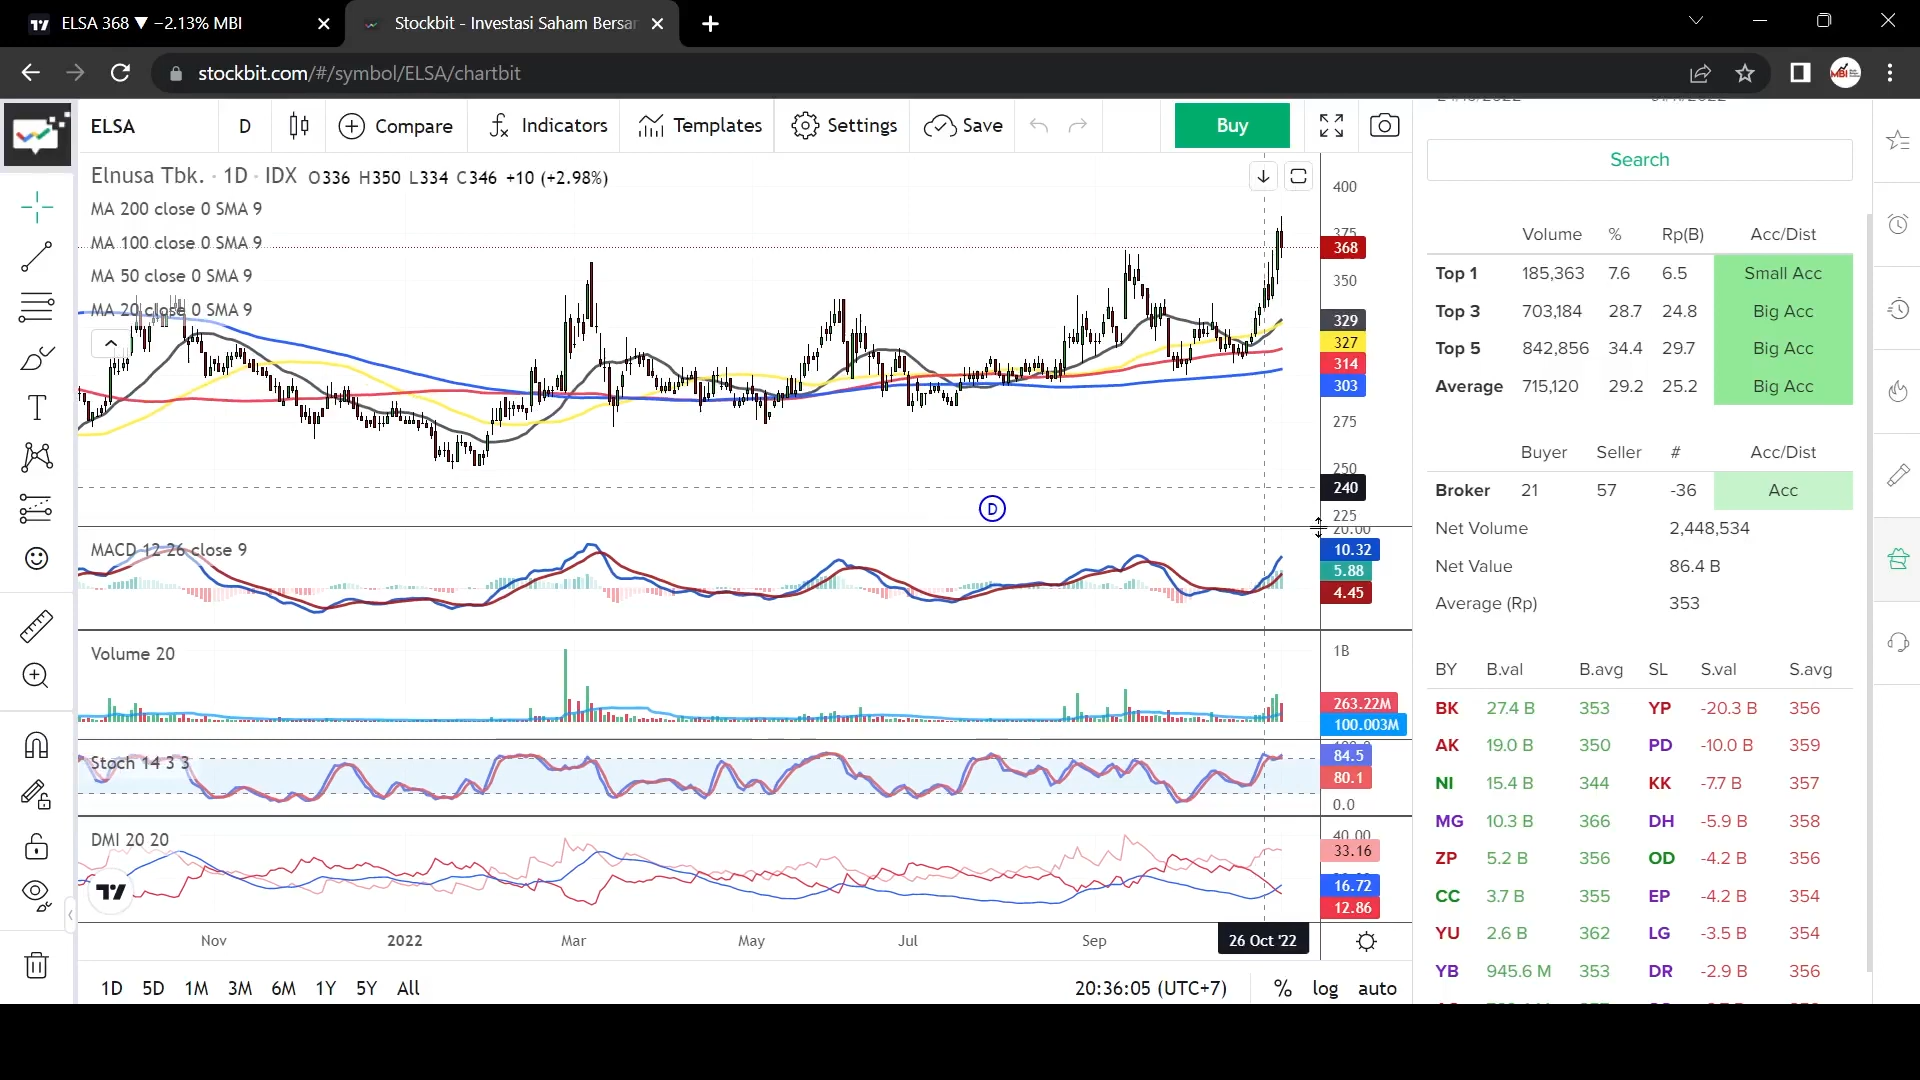 ELSA 368 ▼ −2.13% MBI
Stockbit - Investasi Saham Bersar
stockbit.com/#/symbol/ELSA/chartbit
ELSA D Compare Indicators Templates Settings Save Buy
Elnusa Tbk. · 1D · IDX O336 H350 L334 C346 +10 (+2.98%)
MA 200 close 0 SMA 9
MA 100 close 0 SMA 9
MA 50 close 0 SMA 9
MA 20 close 0 SMA 9
400
375
368
350
329
327
314
303
275
250
240
225
D
20.00
MACD 12 26 close 9
10.32
5.88
4.45
Volume 20
1B
263.22M
100.003M
Stoch 14 3 3
84.5
80.1
0.0
DMI 20 20
40.00
33.16
16.72
12.86
Nov 2022 Mar May Jul Sep 26 Oct '22
1D 5D 1M 3M 6M 1Y 5Y All
20:36:05 (UTC+7) % log auto
Search
Volume % Rp(B) Acc/Dist
Top 1 185,363 7.6 6.5 Small Acc
Top 3 703,184 28.7 24.8 Big Acc
Top 5 842,856 34.4 29.7 Big Acc
Average 715,120 29.2 25.2 Big Acc
Buyer Seller # Acc/Dist
Broker 21 57 -36 Acc
Net Volume 2,448,534
Net Value 86.4 B
Average (Rp) 353
BY B.val B.avg SL S.val S.avg
BK 27.4 B 353 YP -20.3 B 356
AK 19.0 B 350 PD -10.0 B 359
NI 15.4 B 344 KK -7.7 B 357
MG 10.3 B 366 DH -5.9 B 358
ZP 5.2 B 356 OD -4.2 B 356
CC 3.7 B 355 EP -4.2 B 354
YU 2.6 B 362 LG -3.5 B 354
YB 945.6 M 353 DR -2.9 B 356